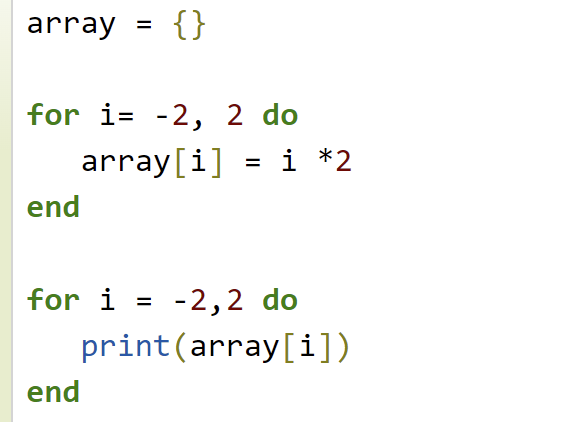 array = {}
for i= -2, 2 do
   array[i] = i *2
end
for i = -2,2 do
   print(array[i])
end